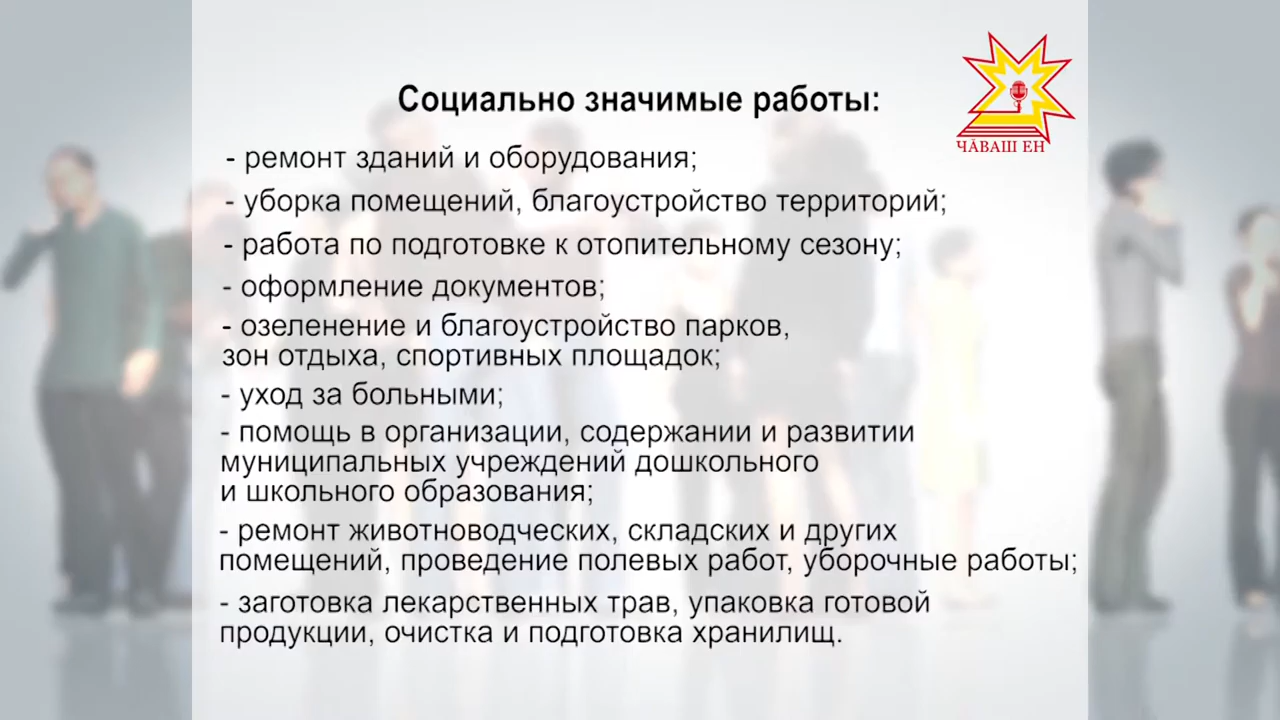 Социально значимые работы:
ЧӐВАШ ЕН
- ремонт зданий и оборудования;
- уборка помещений, благоустройство территорий;
- работа по подготовке к отопительному сезону;
- оформление документов;
- озеленение и благоустройство парков,
зон отдыха, спортивных площадок;
- уход за больными;
- помощь в организации, содержании и развитии
муниципальных учреждений дошкольного
и школьного образования;
- ремонт животноводческих, складских и других
помещений, проведение полевых работ, уборочные работы;
- заготовка лекарственных трав, упаковка готовой
продукции, очистка и подготовка хранилищ.